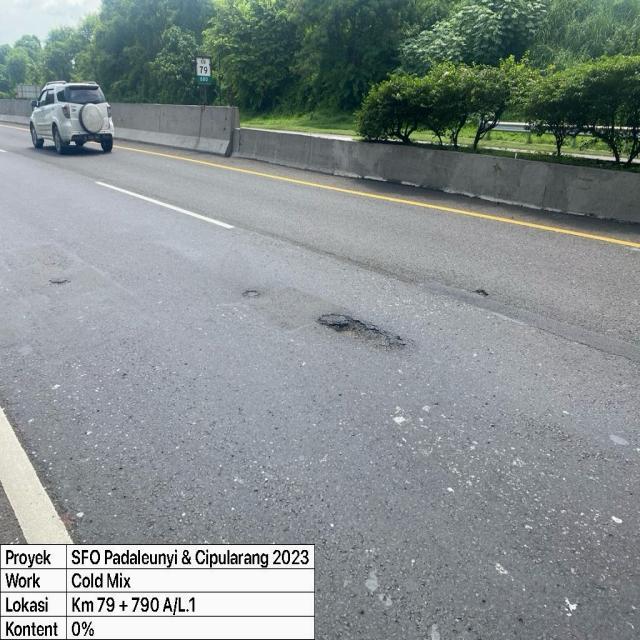 79
Proyek SFO Padaleunyi & Cipularang 2023
Work Cold Mix
Lokasi Km 79 + 790 A/L.1
Kontent 0%